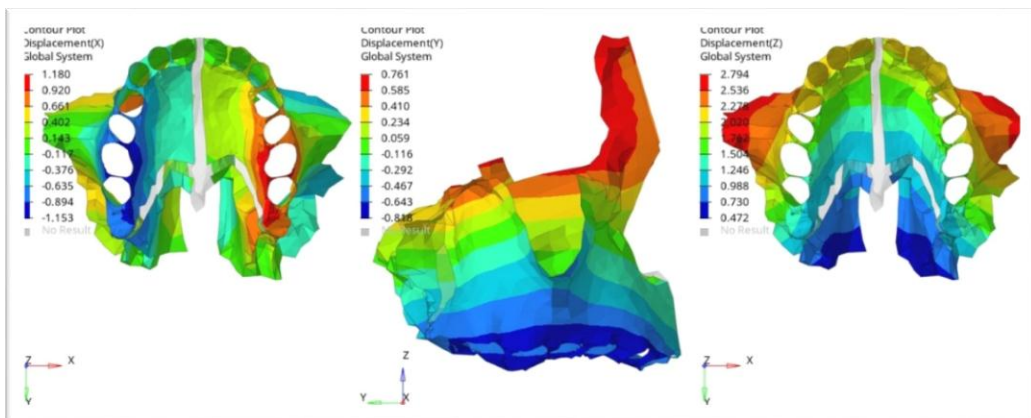 Contour Plot
Displacement(X)
Global System
1.180
0.920
0.661
0.402
0.143
-0.117
-0.376
-0.635
-0.894
-1.153
No Result
Z
X
Y
Contour Plot
Displacement(Y)
Global System
0.761
0.585
0.410
0.234
0.059
-0.116
-0.292
-0.467
-0.643
-0.818
No Result
Z
Y
X
Contour Plot
Displacement(Z)
Global System
2.794
2.536
2.278
2.020
1.762
1.504
1.246
0.988
0.730
0.472
No Result
Z
X
Y